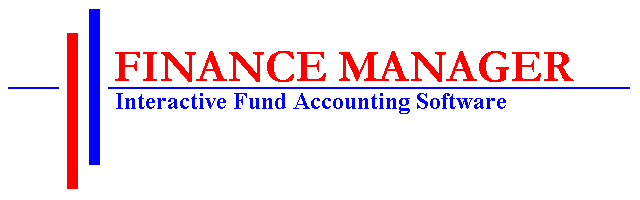 FINANCE MANAGER
Interactive Fund Accounting Software